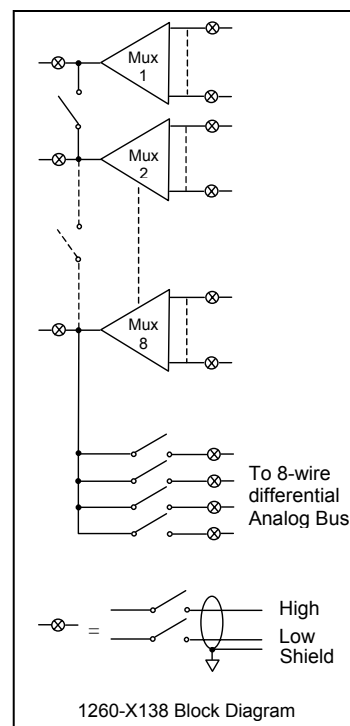 Mux
1
Mux
2
Mux
8
To 8-wire
differential
Analog Bus
=
High
Low
Shield
1260-X138 Block Diagram